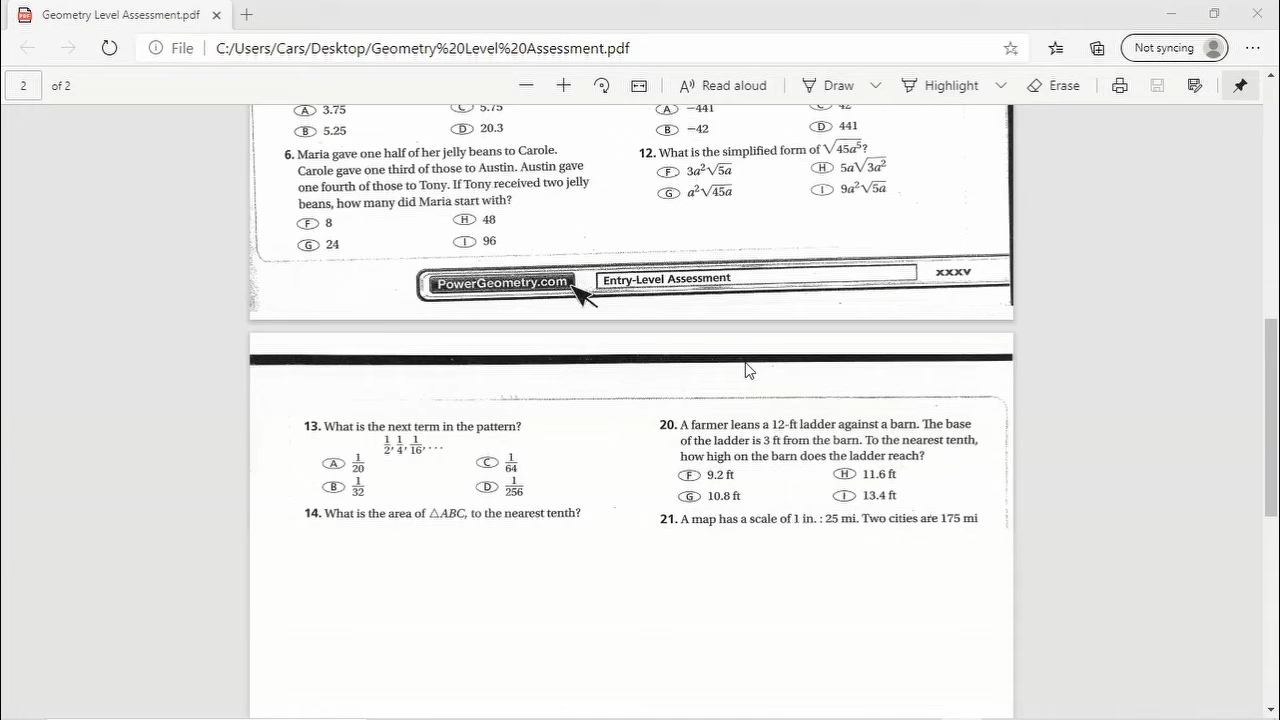 Geometry Level Assessment.pdf
File
C:/Users/Cars/Desktop/Geometry%20Level%20Assessment.pdf
Not syncing
2 of 2
Read aloud
Draw
Highlight
Erase
A 3.75
C 5.75
B 5.25
D 20.3
6. Maria gave one half of her jelly beans to Carole.
Carole gave one third of those to Austin. Austin gave
one fourth of those to Tony. If Tony received two jelly
beans, how many did Maria start with?
F 8
H 48
G 24
I 96
A −441
C 42
B −42
D 441
12. What is the simplified form of √45a⁵?
F 3a²√5a
H 5a√3a²
G a²√45a
I 9a²√5a
PowerGeometry.com
Entry-Level Assessment
xxxv
13. What is the next term in the pattern?
1/2, 1/4, 1/16, . . .
A 1/20
C 1/64
B 1/32
D 1/256
14. What is the area of △ABC, to the nearest tenth?
20. A farmer leans a 12-ft ladder against a barn. The base
of the ladder is 3 ft from the barn. To the nearest tenth,
how high on the barn does the ladder reach?
F 9.2 ft
H 11.6 ft
G 10.8 ft
I 13.4 ft
21. A map has a scale of 1 in. : 25 mi. Two cities are 175 mi